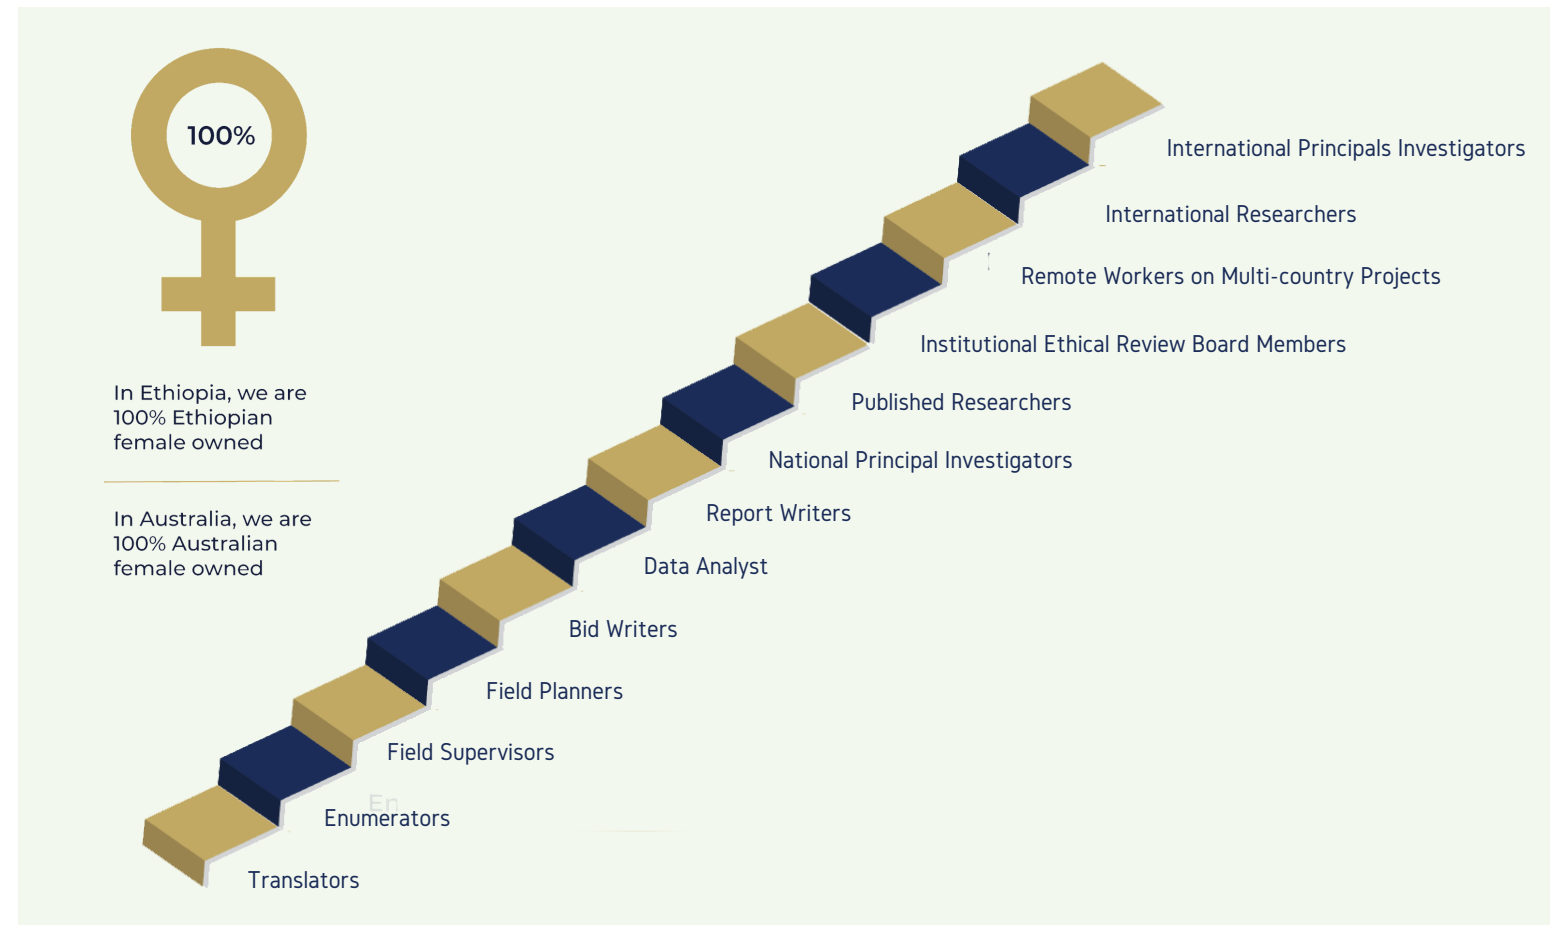 100%
In Ethiopia, we are
100% Ethiopian
female owned
In Australia, we are
100% Australian
female owned
International Principals Investigators
International Researchers
Remote Workers on Multi-country Projects
Institutional Ethical Review Board Members
Published Researchers
National Principal Investigators
Report Writers
Data Analyst
Bid Writers
Field Planners
Field Supervisors
En
Enumerators
Translators